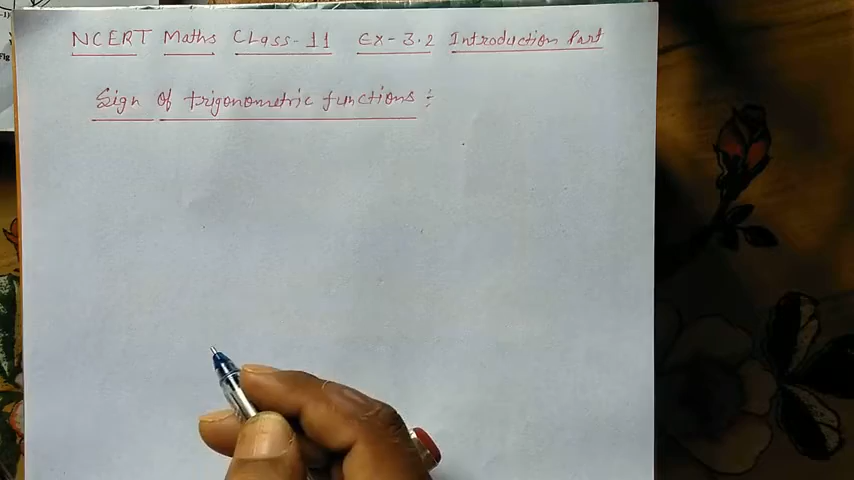 NCERT Maths Class-11 Ex-3.2 Introduction Part
Sign of trigonometric functions :